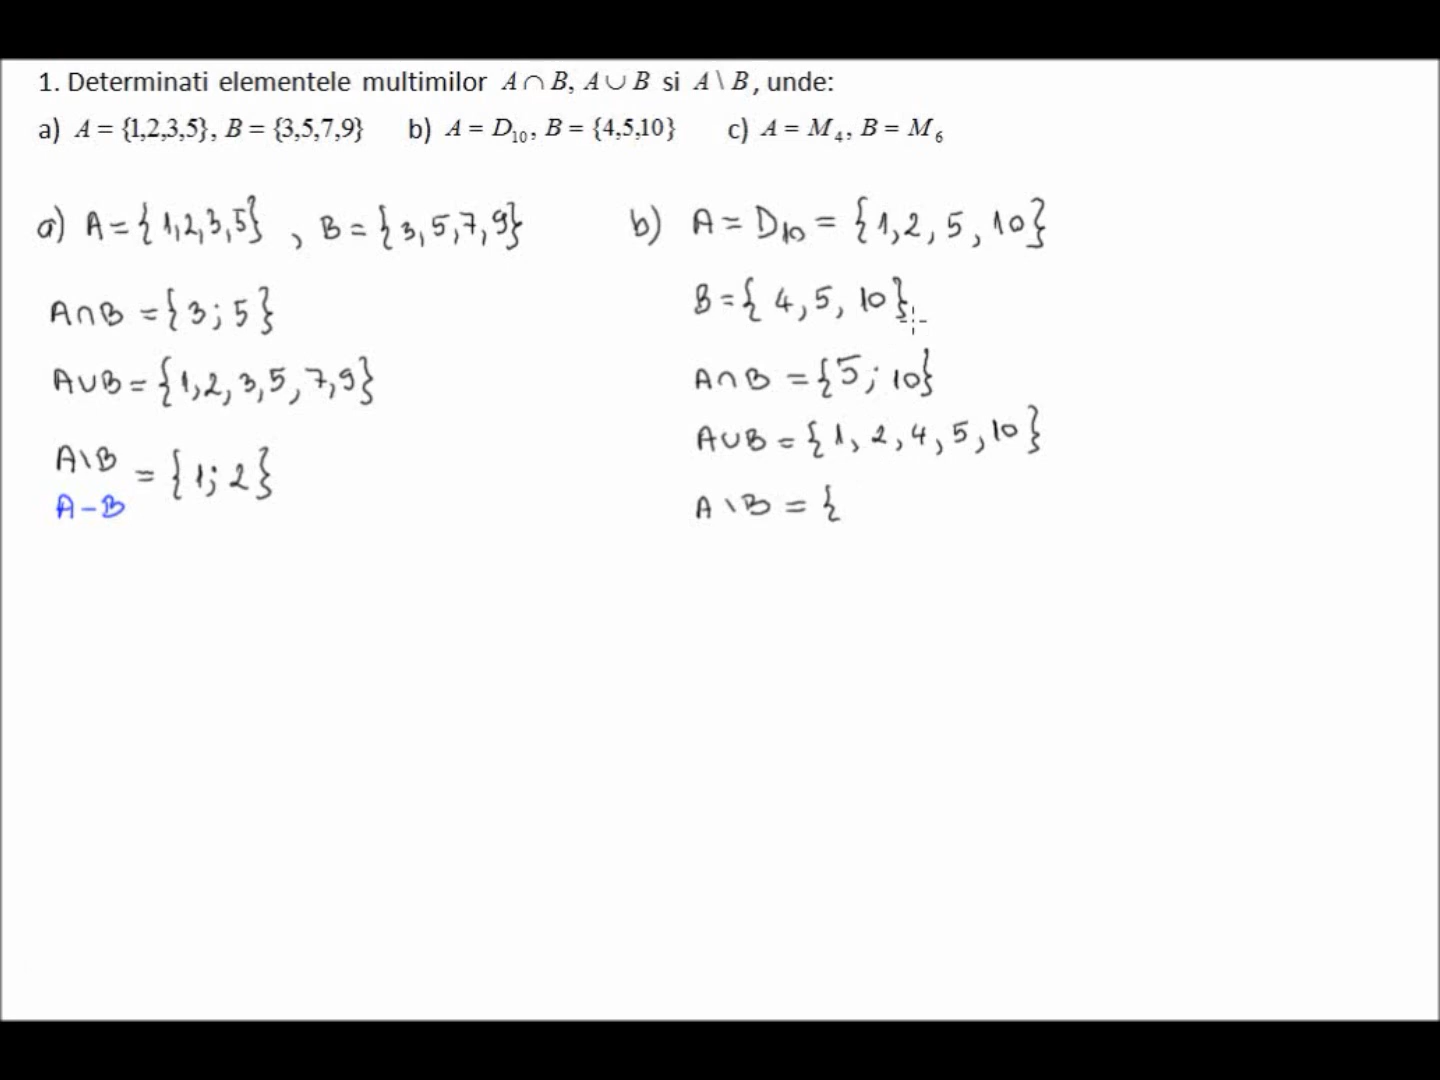 1. Determinati elementele multimilor A ∩ B, A ∪ B si A \ B, unde:
a) A = {1,2,3,5}, B = {3,5,7,9} b) A = D₁₀, B = {4,5,10} c) A = M₄, B = M₆
a) A = {1,2,3,5} , B = {3,5,7,9}
A∩B = {3; 5}
A∪B = {1,2,3,5,7,9}
A\B = {1; 2}
A-B
b) A = D₁₀ = {1,2,5,10}
B = {4,5,10}
A∩B = {5; 10}
A∪B = {1,2,4,5,10}
A\B = {